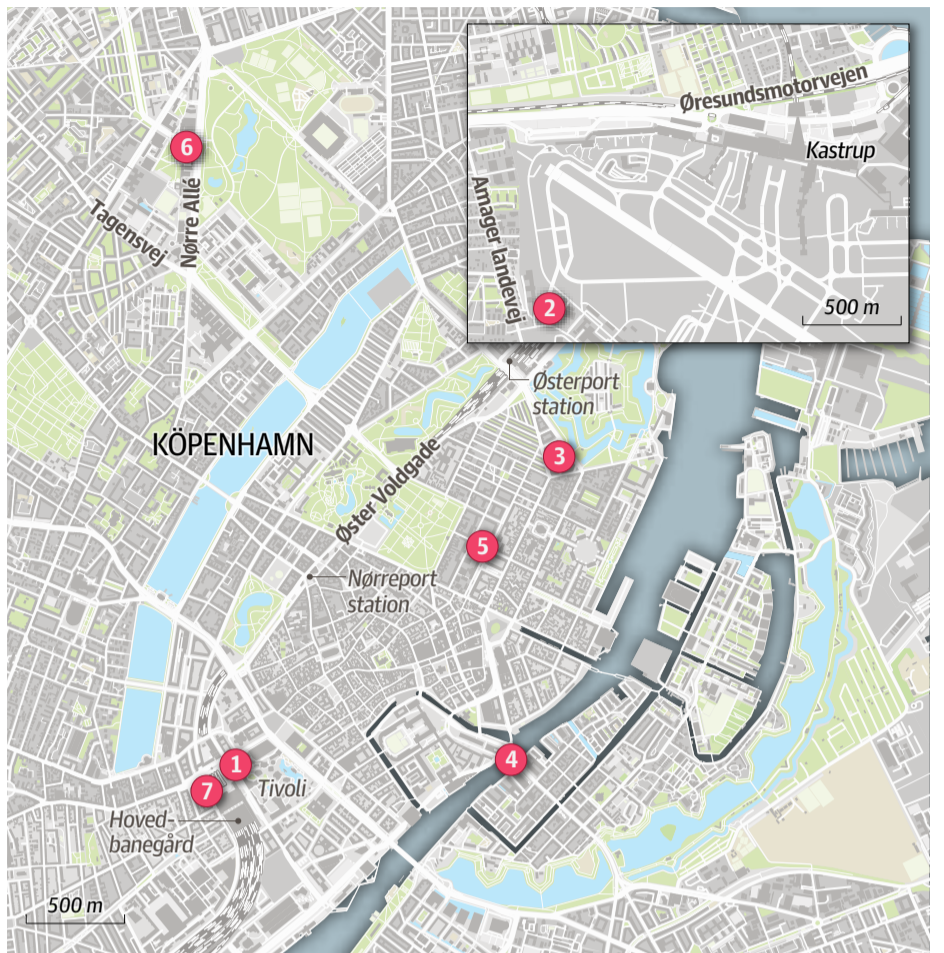 Øresundsmotorvejen
Kastrup
Amager landevej
2
500 m
6
Nørre Allé
Tagensvej
Østerport
station
KÖPENHAMN
3
Øster Voldgade
5
Nørreport
station
4
1
7
Tivoli
Hoved-
banegård
500 m